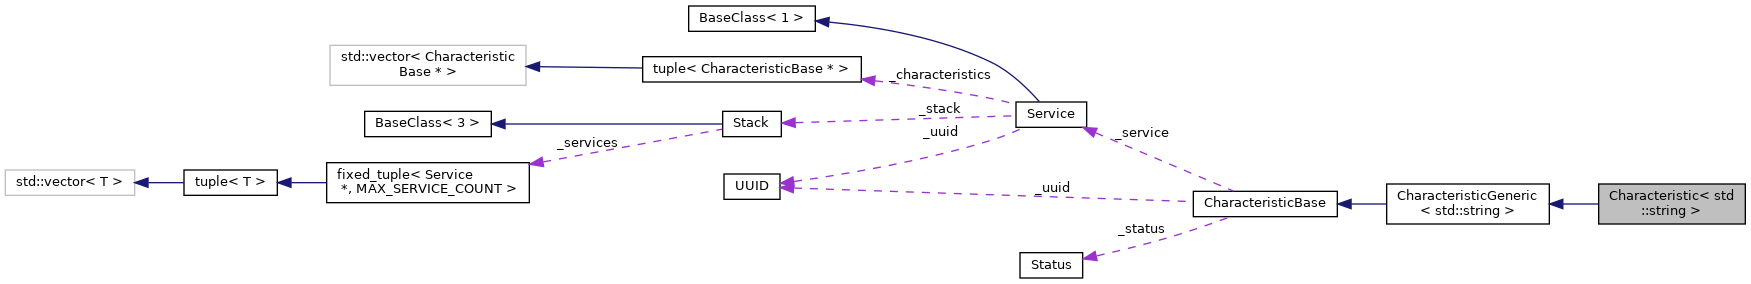 BaseClass< 1 >
std::vector< Characteristic
Base * >
tuple< CharacteristicBase * >
_characteristics
BaseClass< 3 >
Stack
_stack
Service
_uuid
_service
_services
std::vector< T >
tuple< T >
fixed_tuple< Service
*, MAX_SERVICE_COUNT >
UUID
_uuid
CharacteristicBase
CharacteristicGeneric
< std::string >
Characteristic< std
::string >
_status
Status